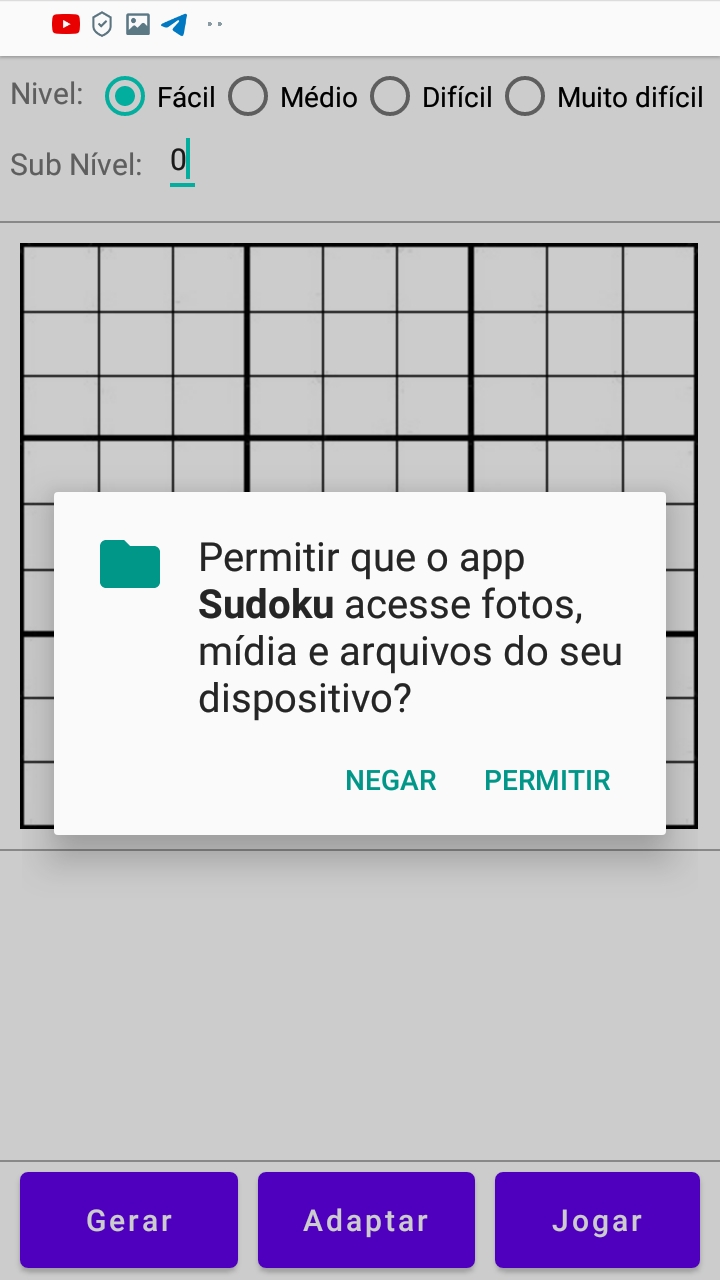 Nivel: Fácil Médio Difícil Muito difícil
Sub Nível: 0
Permitir que o app
Sudoku acesse fotos,
mídia e arquivos do seu
dispositivo?
NEGAR PERMITIR
Gerar Adaptar Jogar